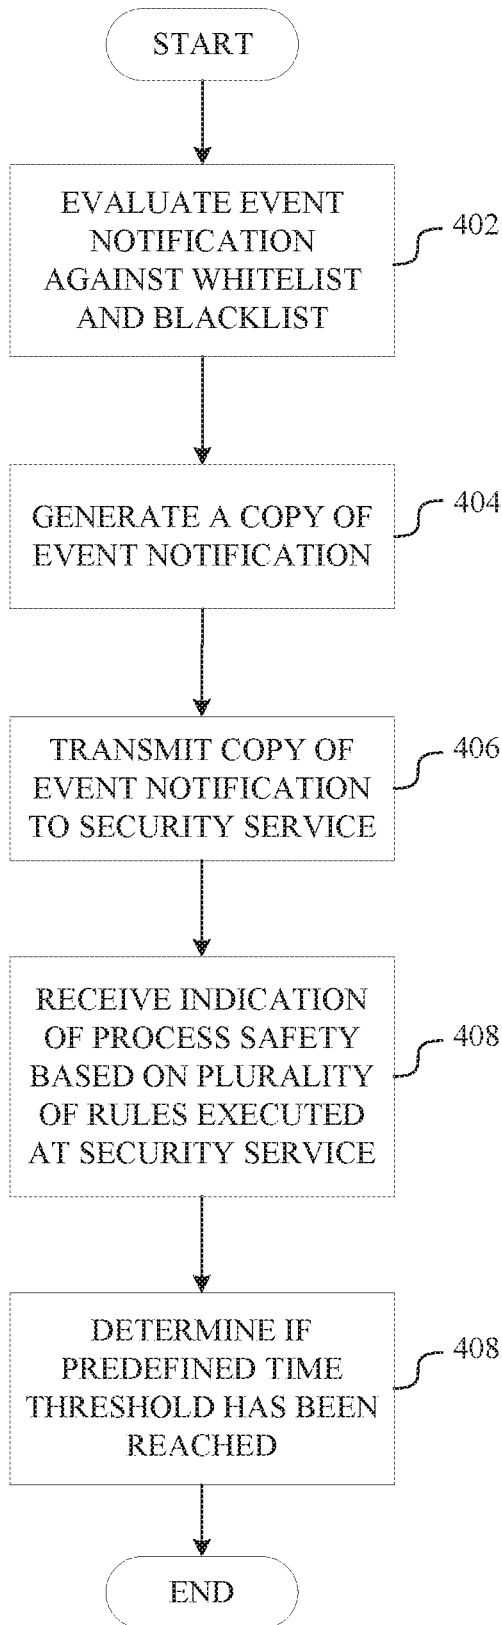 START
EVALUATE EVENT
NOTIFICATION
AGAINST WHITELIST
AND BLACKLIST
402
GENERATE A COPY OF
EVENT NOTIFICATION
404
TRANSMIT COPY OF
EVENT NOTIFICATION
TO SECURITY SERVICE
406
RECEIVE INDICATION
OF PROCESS SAFETY
BASED ON PLURALITY
OF RULES EXECUTED
AT SECURITY SERVICE
408
DETERMINE IF
PREDEFINED TIME
THRESHOLD HAS BEEN
REACHED
408
END